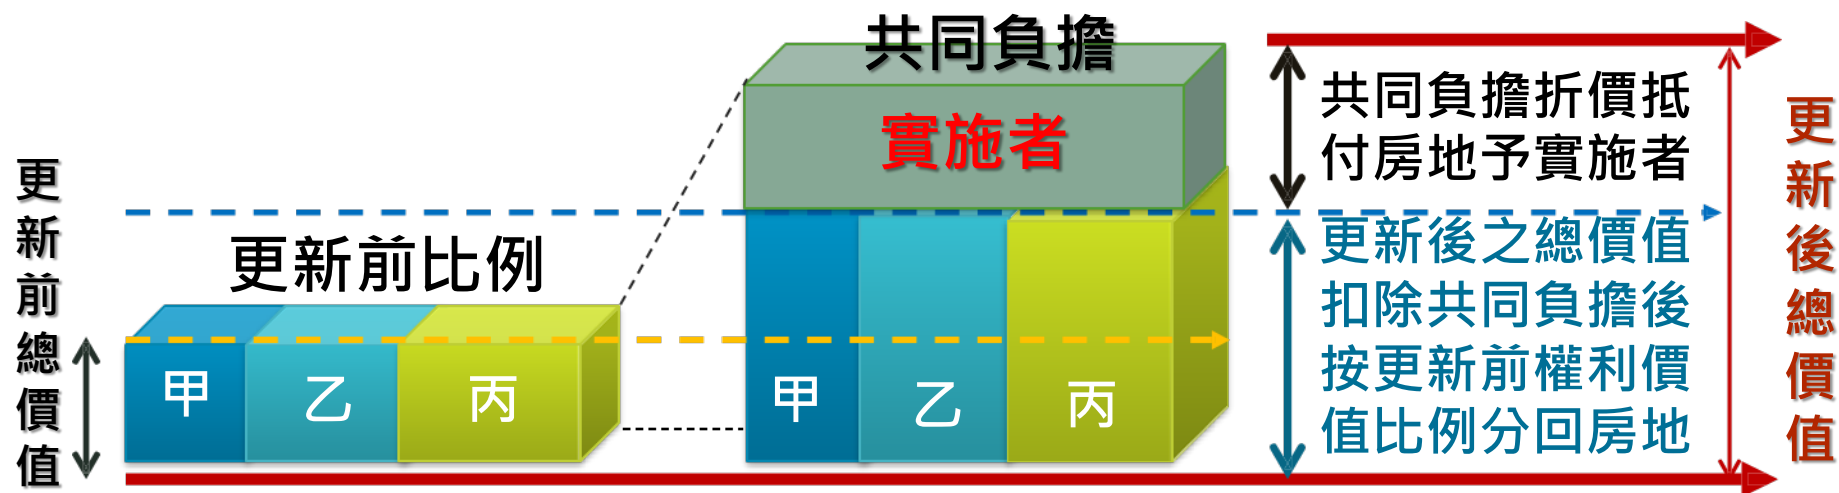 更新前總價值
更新前比例
甲
乙
丙
共同負擔
實施者
甲
乙
丙
共同負擔折價抵
付房地予實施者
更新後之總價值
扣除共同負擔後
按更新前權利價
值比例分回房地
更新後總價值